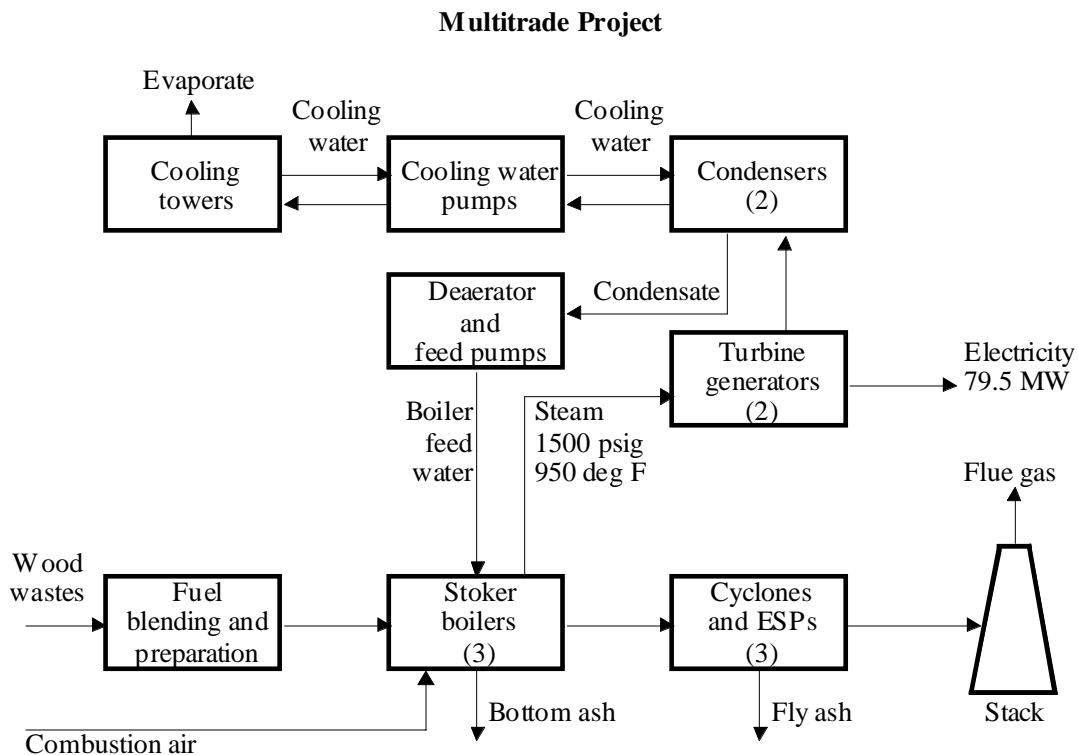 Multitrade Project
Evaporate
Cooling
water
Cooling
water
Cooling
towers
Cooling water
pumps
Condensers
(2)
Deaerator
and
feed pumps
Condensate
Turbine
generators
(2)
Electricity
79.5 MW
Boiler
feed
water
Steam
1500 psig
950 deg F
Flue gas
Wood
wastes
Fuel
blending and
preparation
Stoker
boilers
(3)
Cyclones
and ESPs
(3)
Bottom ash
Fly ash
Stack
Combustion air